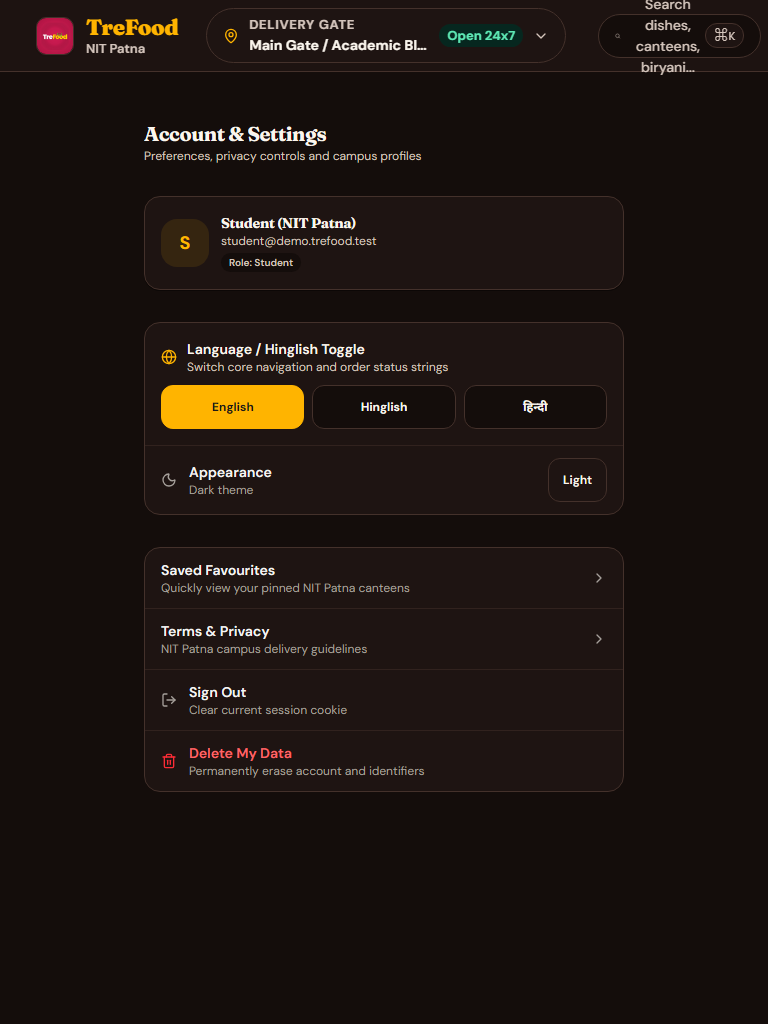 TreFood
TreFood
NIT Patna
DELIVERY GATE
Main Gate / Academic Bl...
Open 24x7
Search
dishes,
canteens,
biryani...
⌘K
Account & Settings
Preferences, privacy controls and campus profiles
S
Student (NIT Patna)
student@demo.trefood.test
Role: Student
Language / Hinglish Toggle
Switch core navigation and order status strings
English
Hinglish
हिन्दी
Appearance
Dark theme
Light
Saved Favourites
Quickly view your pinned NIT Patna canteens
Terms & Privacy
NIT Patna campus delivery guidelines
Sign Out
Clear current session cookie
Delete My Data
Permanently erase account and identifiers